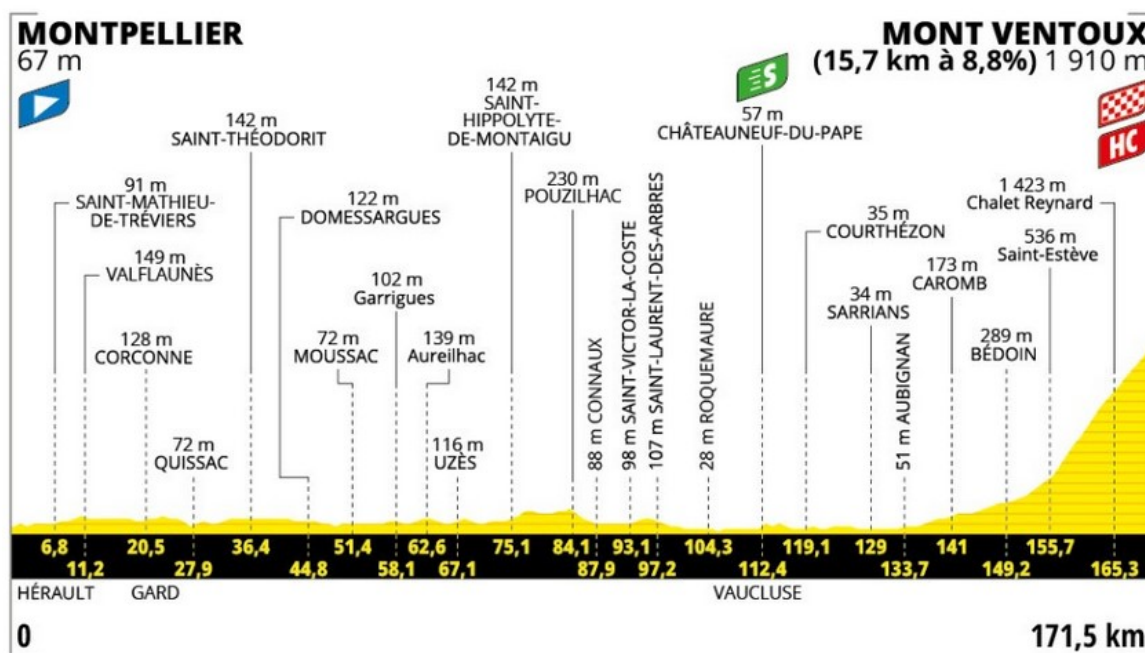 MONTPELLIER
67 m
MONT VENTOUX
(15,7 km à 8,8%) 1 910 m
S
HC
142 m
SAINT-THÉODORIT
142 m
SAINT-
HIPPOLYTE-
DE-MONTAIGU
57 m
CHÂTEAUNEUF-DU-PAPE
91 m
SAINT-MATHIEU-
DE-TRÉVIERS
122 m
DOMESSARGUES
230 m
POUZILHAC
1 423 m
Chalet Reynard
35 m
COURTHÉZON
536 m
Saint-Estève
149 m
VALFLAUNÈS
102 m
Garrigues
173 m
CAROMB
34 m
SARRIANS
128 m
CORCONNE
72 m
MOUSSAC
139 m
Aureilhac
289 m
BÉDOIN
72 m
QUISSAC
116 m
UZÈS
88 m CONNAUX
98 m SAINT-VICTOR-LA-COSTE
107 m SAINT-LAURENT-DES-ARBRES
28 m ROQUEMAURE
51 m AUBIGNAN
6,8 20,5 36,4 51,4 62,6 75,1 84,1 93,1 104,3 119,1 129 141 155,7
11,2 27,9 44,8 58,1 67,1 87,9 97,2 112,4 133,7 149,2 165,3
HÉRAULT GARD VAUCLUSE
0 171,5 km